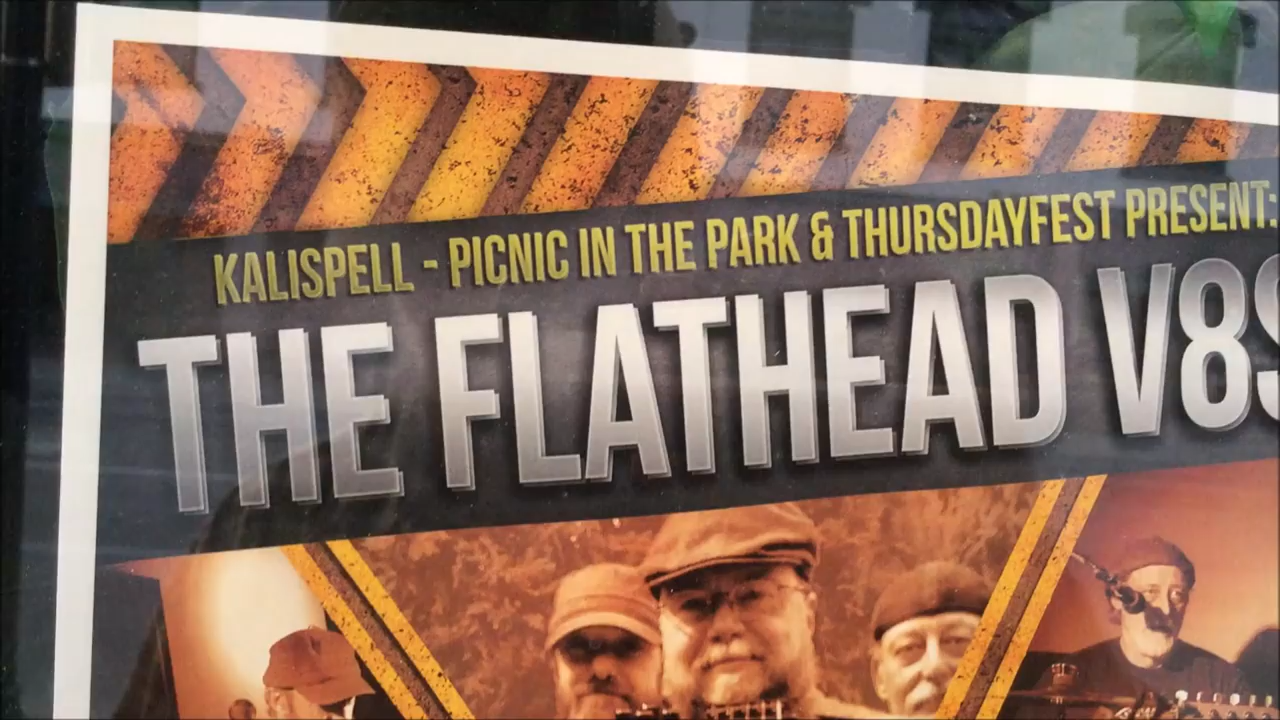 KALISPELL - PICNIC IN THE PARK & THURSDAYFEST PRESENT:
THE FLATHEAD V8S